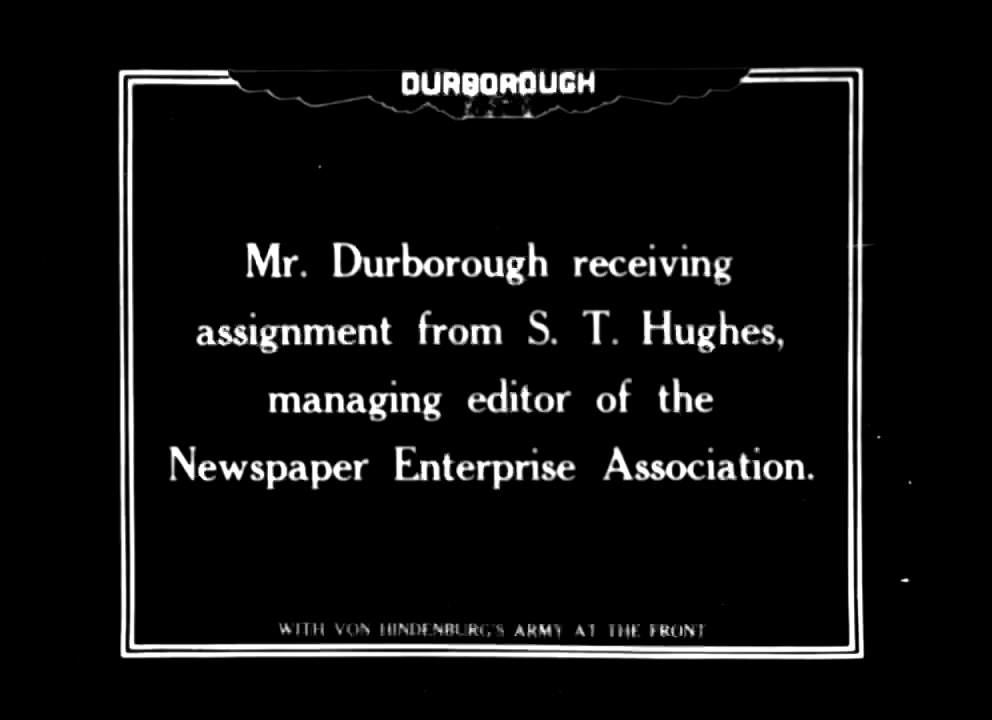 DURBOROUGH
Mr. Durborough receiving
assignment from S. T. Hughes,
managing editor of the
Newspaper Enterprise Association.
WITH VON HINDENBURG'S ARMY AT THE FRONT